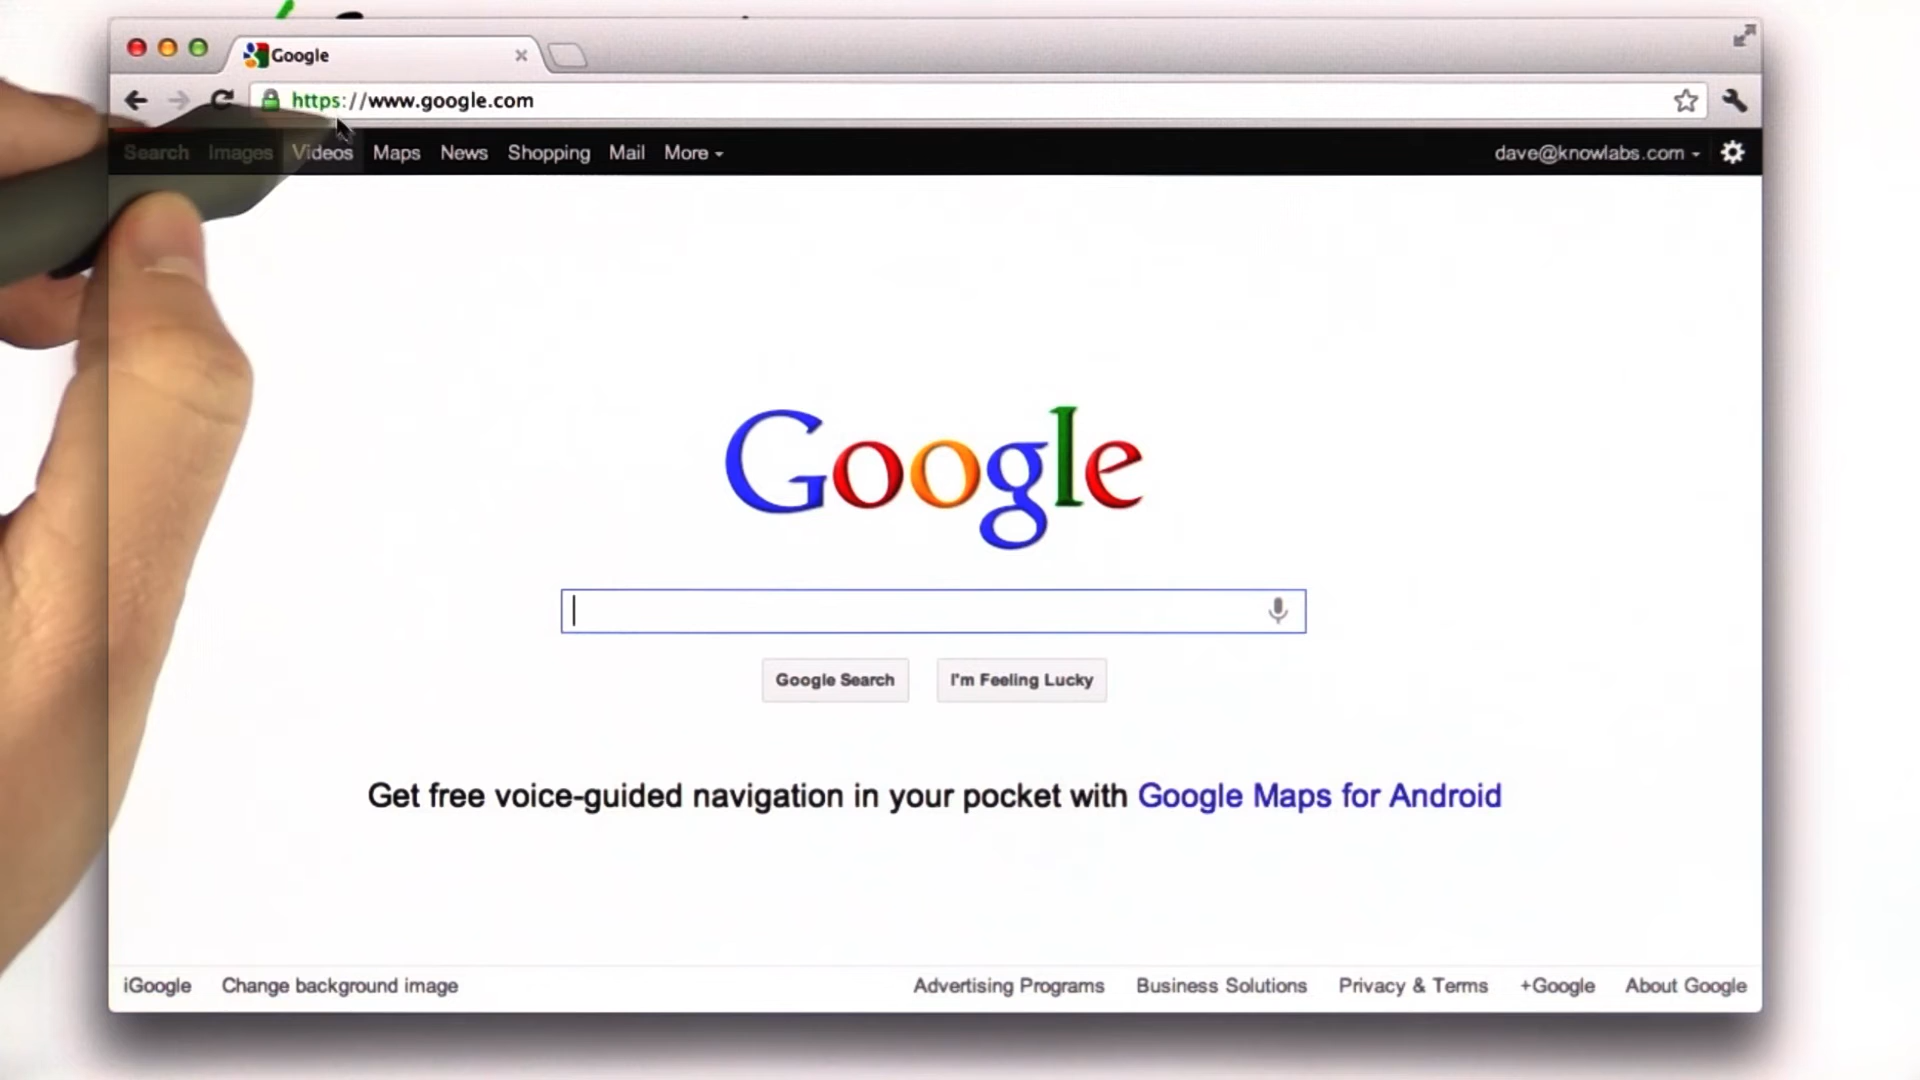 Google
https://www.google.com
Search Images Videos Maps News Shopping Mail More
dave@knowlabs.com
Google
Google Search I'm Feeling Lucky
Get free voice-guided navigation in your pocket with Google Maps for Android
iGoogle Change background image Advertising Programs Business Solutions Privacy & Terms +Google About Google